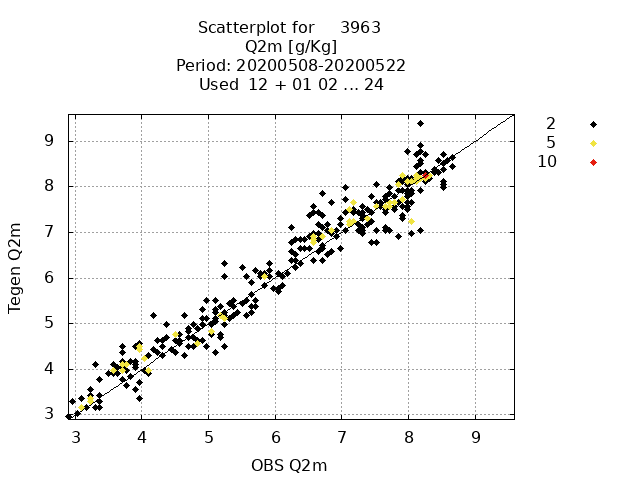 Scatterplot for 3963
Q2m [g/Kg]
Period: 20200508-20200522
Used 12 + 01 02 ... 24
2
5
10
9
8
7
6
5
4
3
Tegen Q2m
3 4 5 6 7 8 9
OBS Q2m